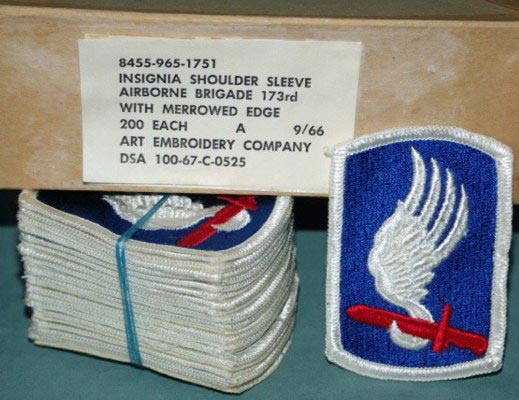 8455-965-1751
INSIGNIA SHOULDER SLEEVE
AIRBORNE BRIGADE 173rd
WITH MERROWED EDGE
200 EACH A 9/66
ART EMBROIDERY COMPANY
DSA 100-67-C-0525